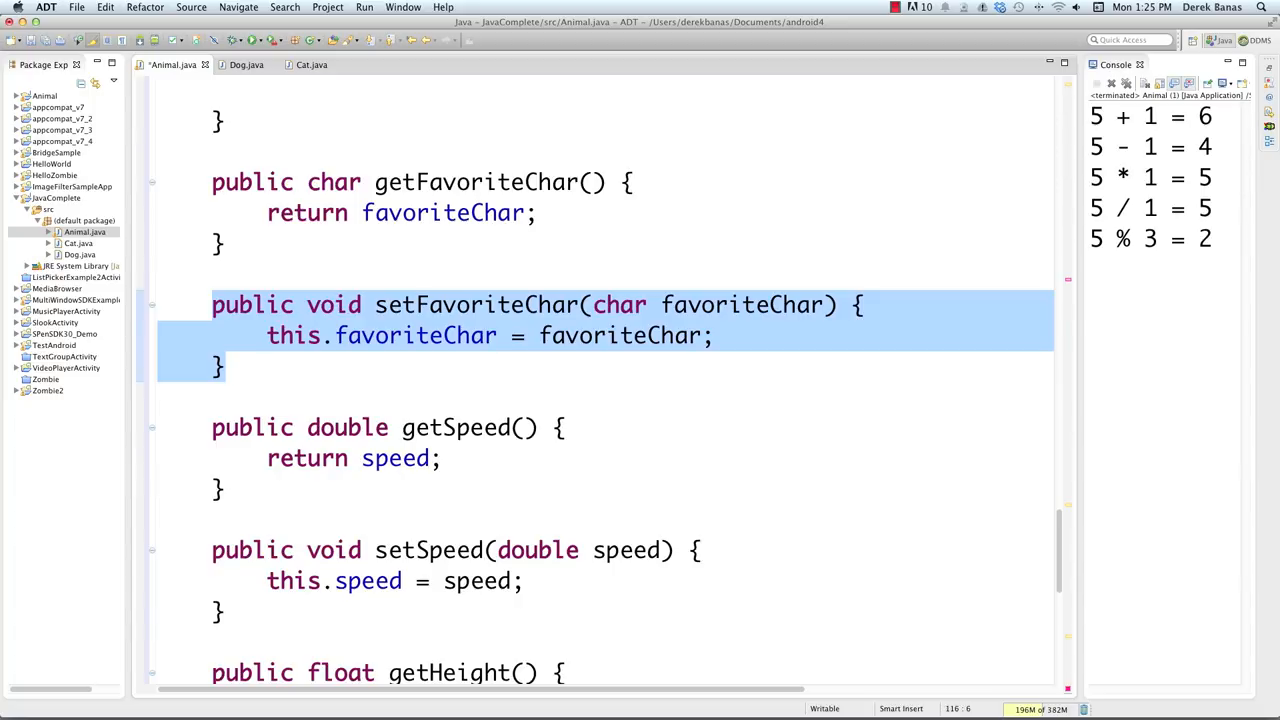 ADT File Edit Refactor Source Navigate Search Project Run Window Help 10 Mon 1:25 PM Derek Banas
Java - JavaComplete/src/Animal.java - ADT - /Users/derekbanas/Documents/android4
Quick Access Java DDMS
Package Exp
*Animal.java Dog.java Cat.java
Console
Animal
appcompat_v7
appcompat_v7_2
appcompat_v7_3
appcompat_v7_4
BridgeSample
HelloWorld
HelloZombie
ImageFilterSampleApp
JavaComplete
src
(default package)
Animal.java
Cat.java
Dog.java
JRE System Library [Ja
ListPickerExample2Activi
MediaBrowser
MultiWindowSDKExample
MusicPlayerActivity
SlookActivity
SPenSDK30_Demo
TestAndroid
TextGroupActivity
VideoPlayerActivity
Zombie
Zombie2
}
public char getFavoriteChar() {
return favoriteChar;
}
public void setFavoriteChar(char favoriteChar) {
this.favoriteChar = favoriteChar;
}
public double getSpeed() {
return speed;
}
public void setSpeed(double speed) {
this.speed = speed;
}
public float getHeight() {
<terminated> Animal (1) [Java Application] /S
5 + 1 = 6
5 - 1 = 4
5 * 1 = 5
5 / 1 = 5
5 % 3 = 2
Writable Smart Insert 116 : 6 196M of 382M